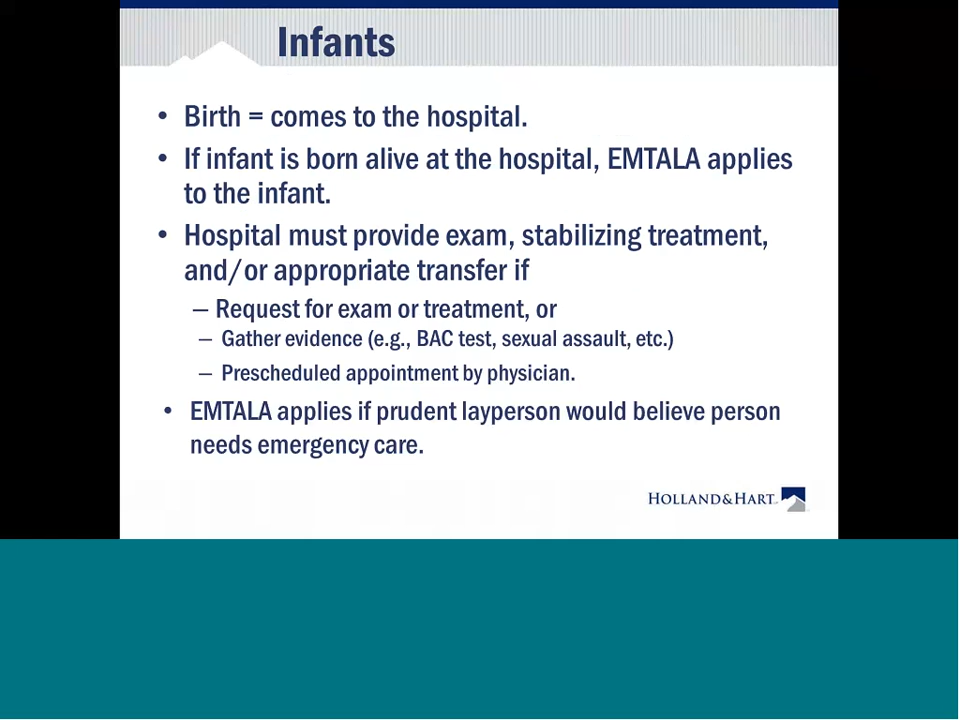 Infants
• Birth = comes to the hospital.
• If infant is born alive at the hospital, EMTALA applies
to the infant.
• Hospital must provide exam, stabilizing treatment,
and/or appropriate transfer if
– Request for exam or treatment, or
– Gather evidence (e.g., BAC test, sexual assault, etc.)
– Prescheduled appointment by physician.
• EMTALA applies if prudent layperson would believe person
needs emergency care.
HOLLAND&HART